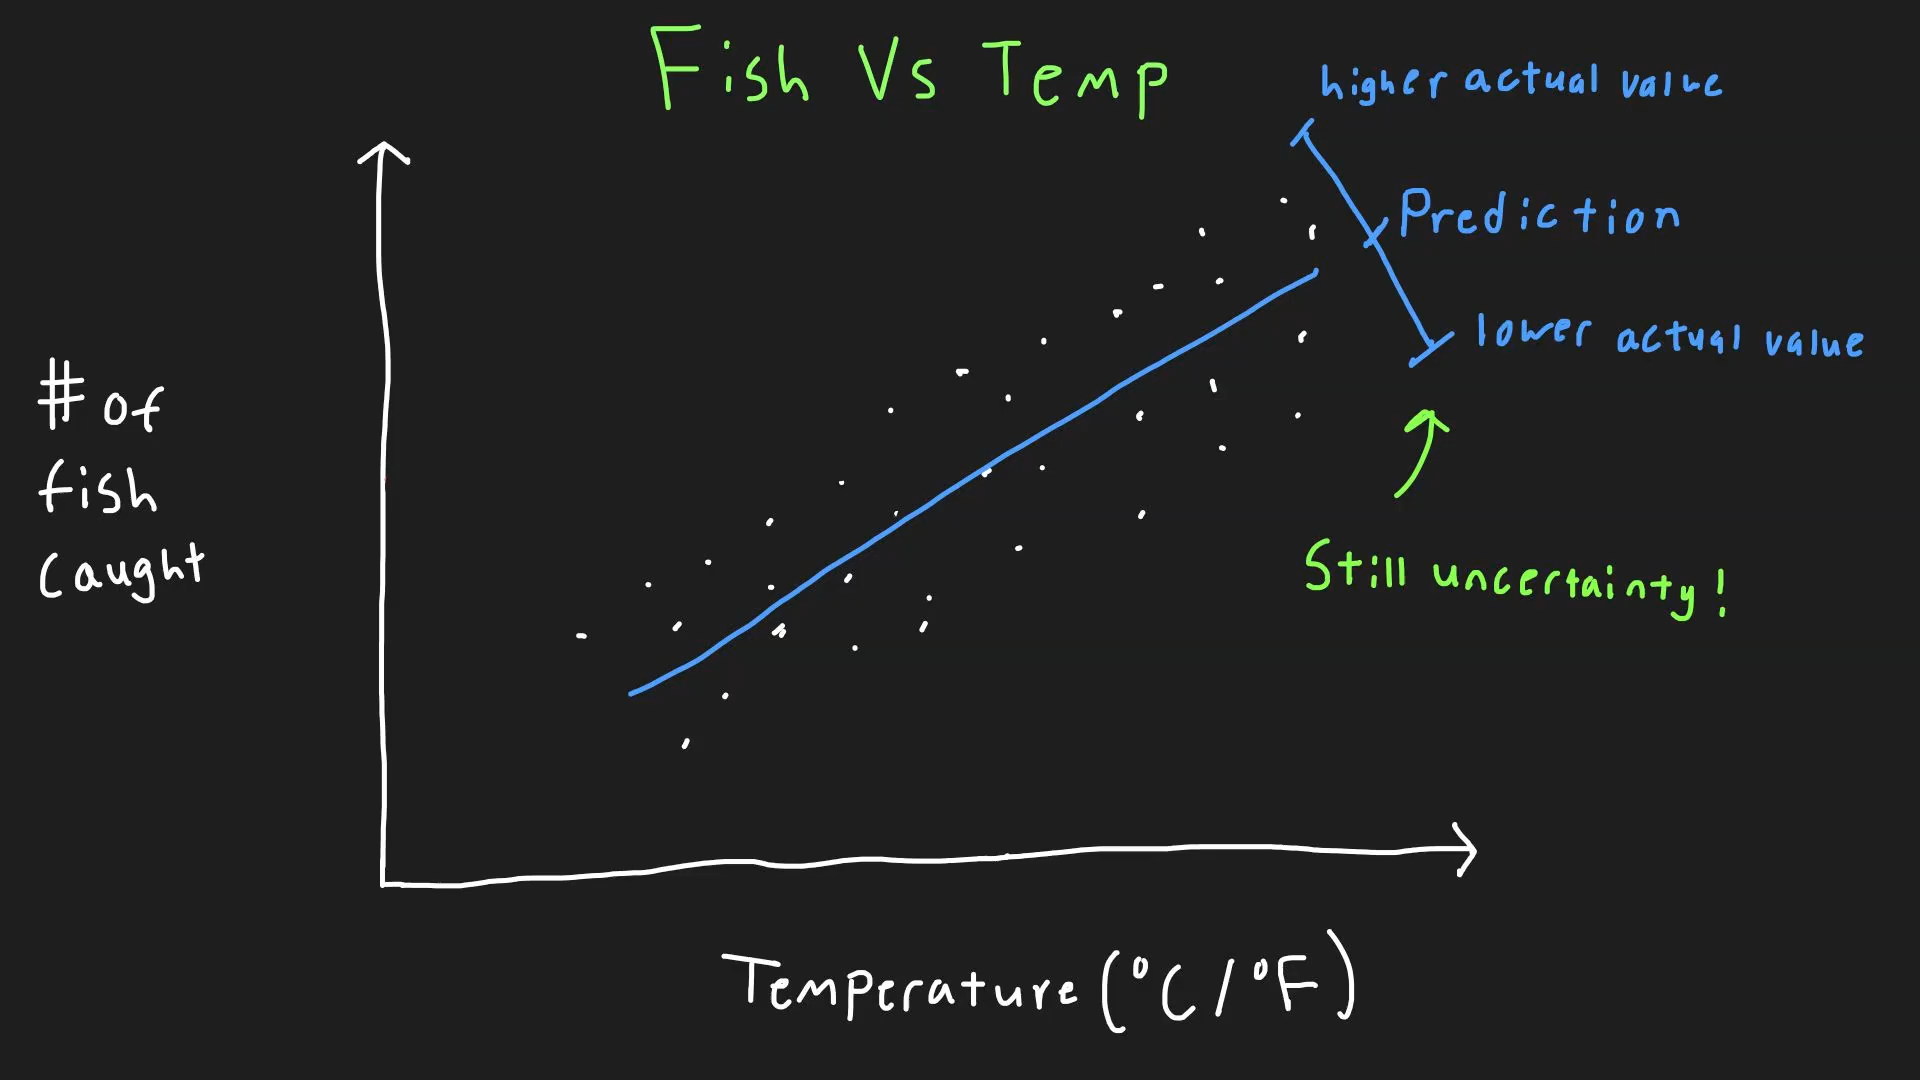 Fish Vs Temp
higher actual value
Prediction
lower actual value
# of
fish
caught
Still uncertainty!
Temperature (°C/°F)